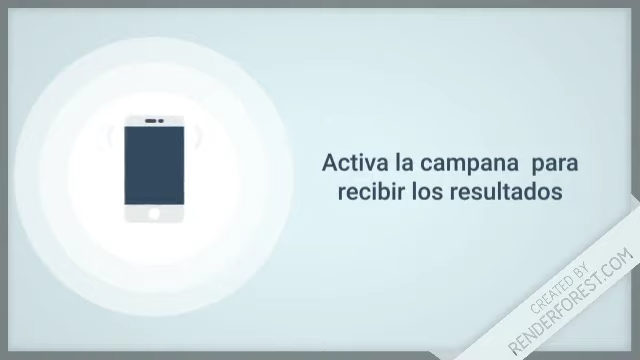 Activa la campana  para
recibir los resultados
CREATED BY
RENDERFOREST.COM